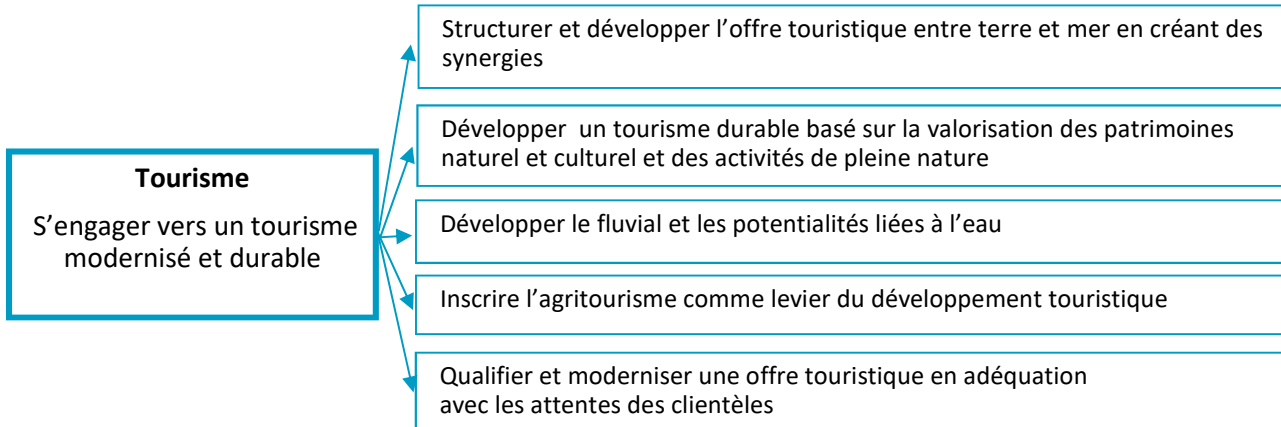 Tourisme
S’engager vers un tourisme
modernisé et durable
Structurer et développer l’offre touristique entre terre et mer en créant des
synergies
Développer  un tourisme durable basé sur la valorisation des patrimoines
naturel et culturel et des activités de pleine nature
Développer le fluvial et les potentialités liées à l’eau
Inscrire l’agritourisme comme levier du développement touristique
Qualifier et moderniser une offre touristique en adéquation
avec les attentes des clientèles